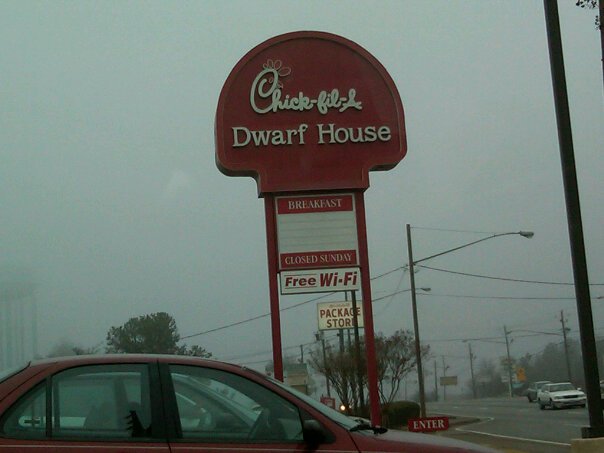 Chick-fil-A
Dwarf House
BREAKFAST
CLOSED SUNDAY
Free Wi-Fi
PACKAGE
STORE
ENTER